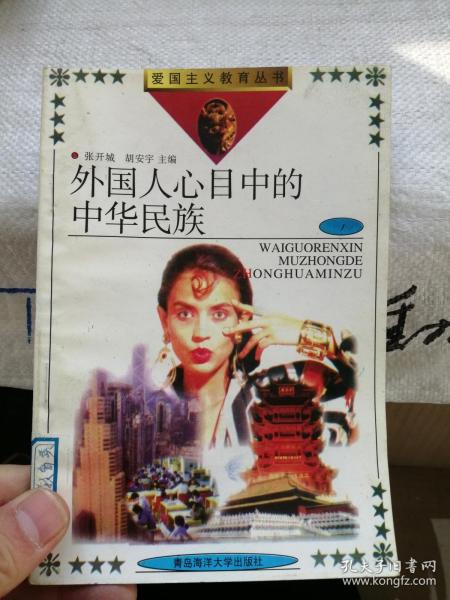 爱国主义教育丛书
张开城 胡安宇 主编
外国人心目中的
中华民族
WAIGUORENXIN
MUZHONGDE
ZHONGHUAMINZU
青岛海洋大学出版社
孔夫子旧书网
www.kongfz.com